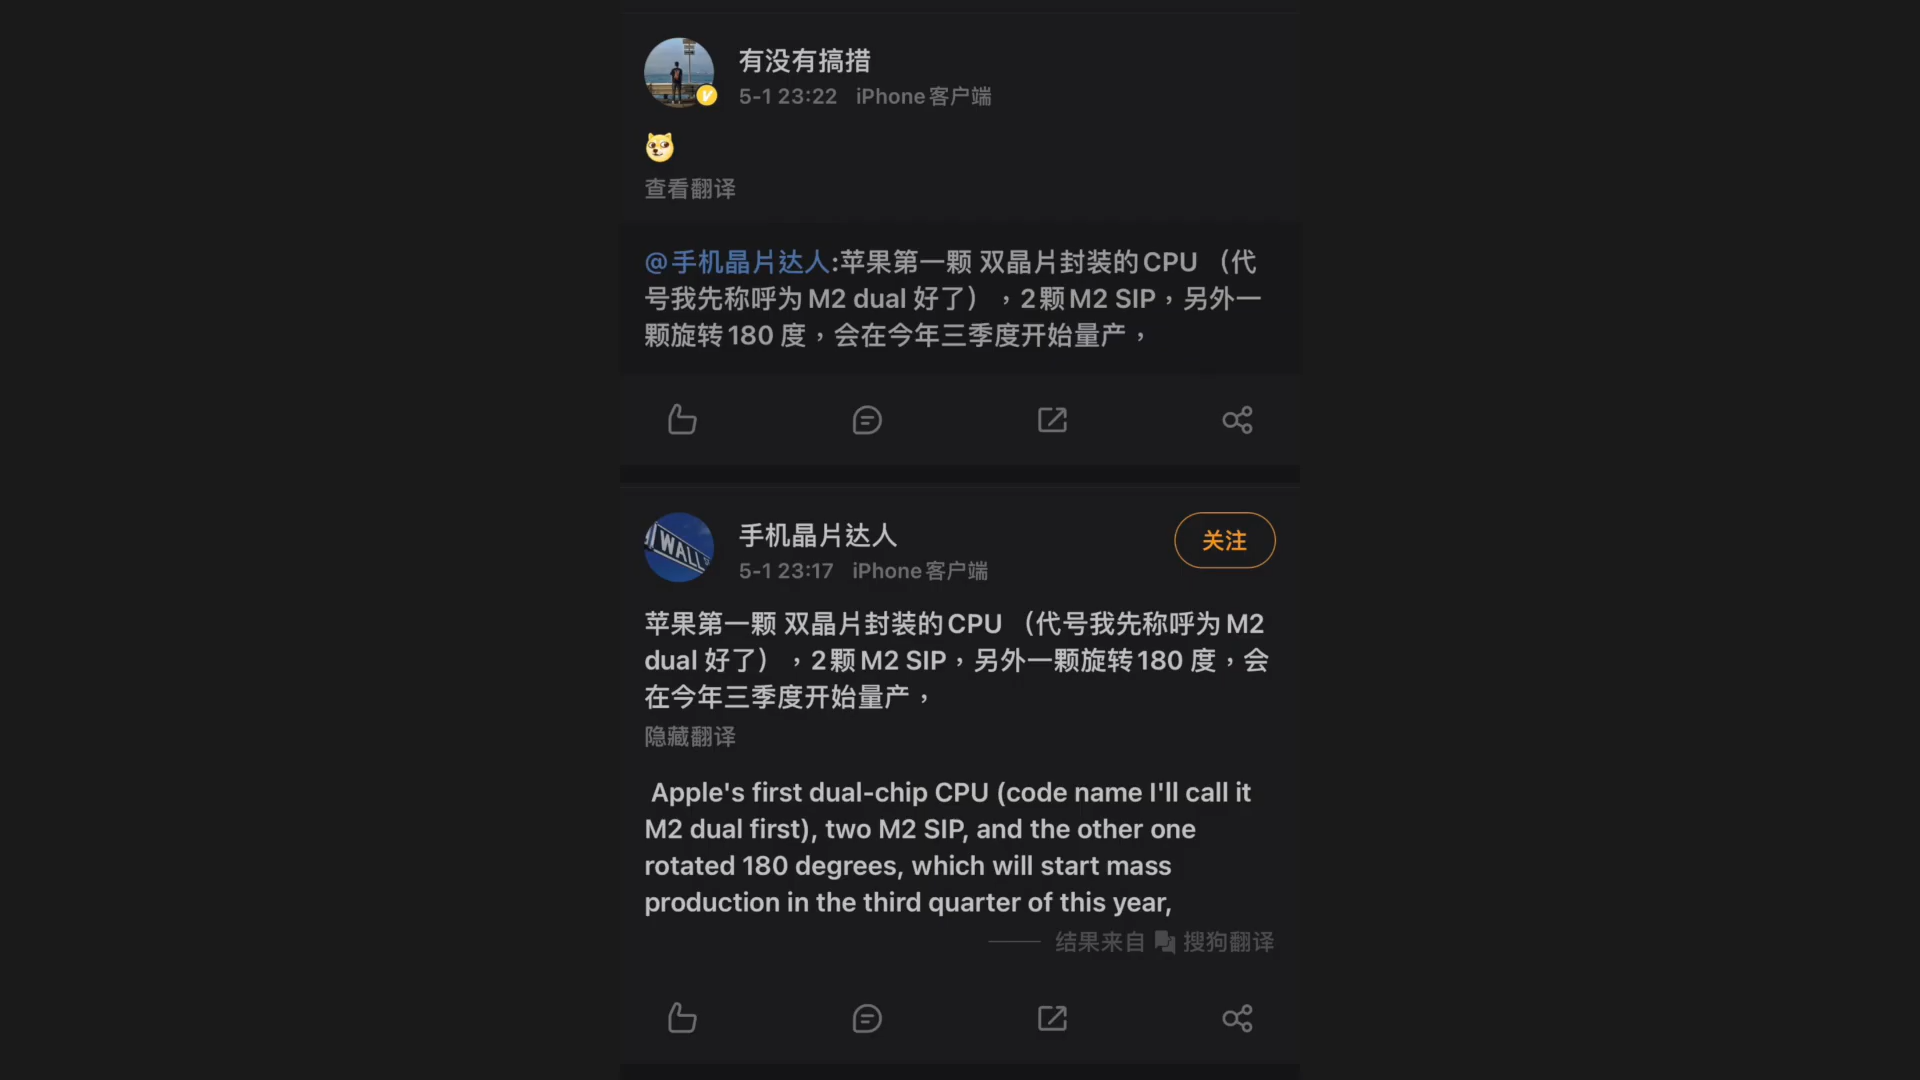 有没有搞措
5-1 23:22 iPhone客户端
查看翻译
@手机晶片达人:苹果第一颗 双晶片封装的CPU （代
号我先称呼为M2 dual 好了），2颗M2 SIP，另外一
颗旋转180 度，会在今年三季度开始量产，
手机晶片达人
关注
5-1 23:17 iPhone客户端
苹果第一颗 双晶片封装的CPU （代号我先称呼为M2
dual 好了），2颗M2 SIP，另外一颗旋转180 度，会
在今年三季度开始量产，
隐藏翻译
Apple's first dual-chip CPU (code name I'll call it
M2 dual first), two M2 SIP, and the other one
rotated 180 degrees, which will start mass
production in the third quarter of this year,
结果来自 搜狗翻译
WALL